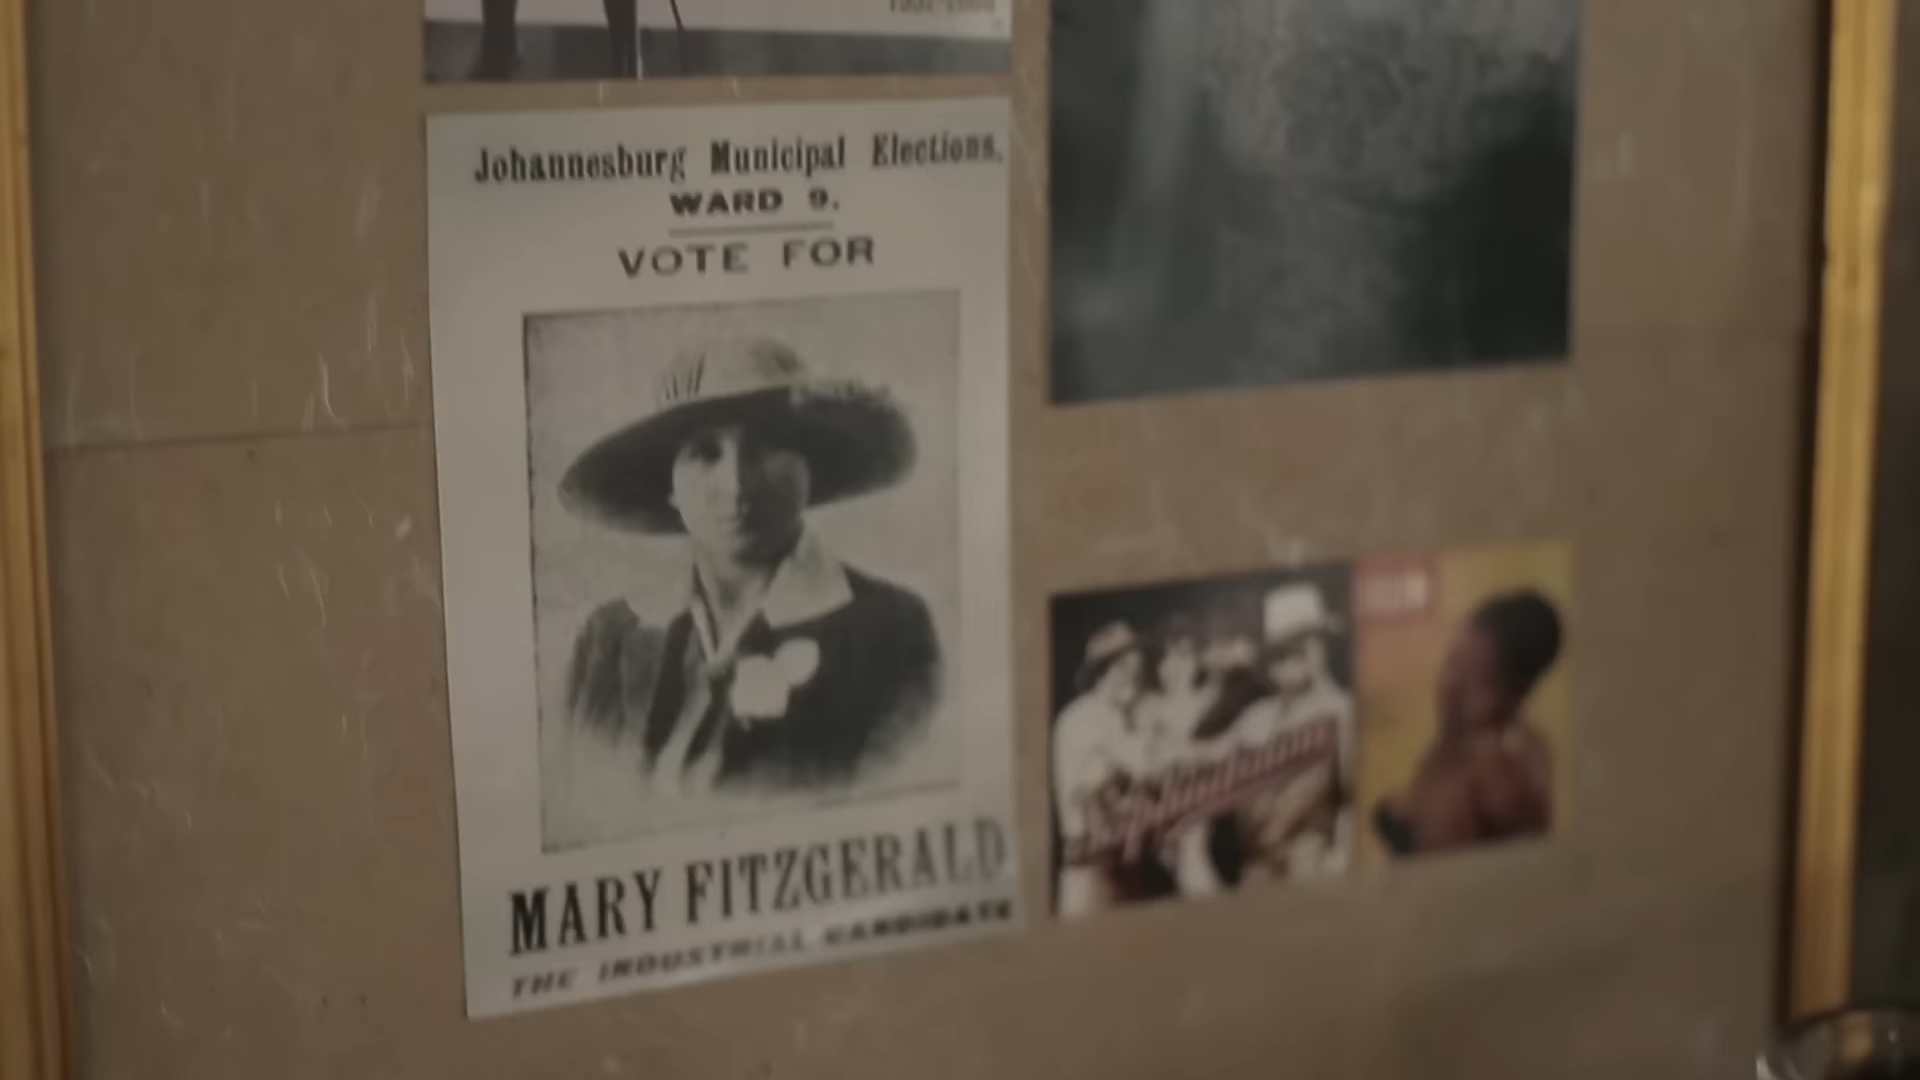 Johannesburg Municipal Elections,
WARD 9.
VOTE FOR
MARY FITZGERALD
THE INDUSTRIAL CANDIDATE